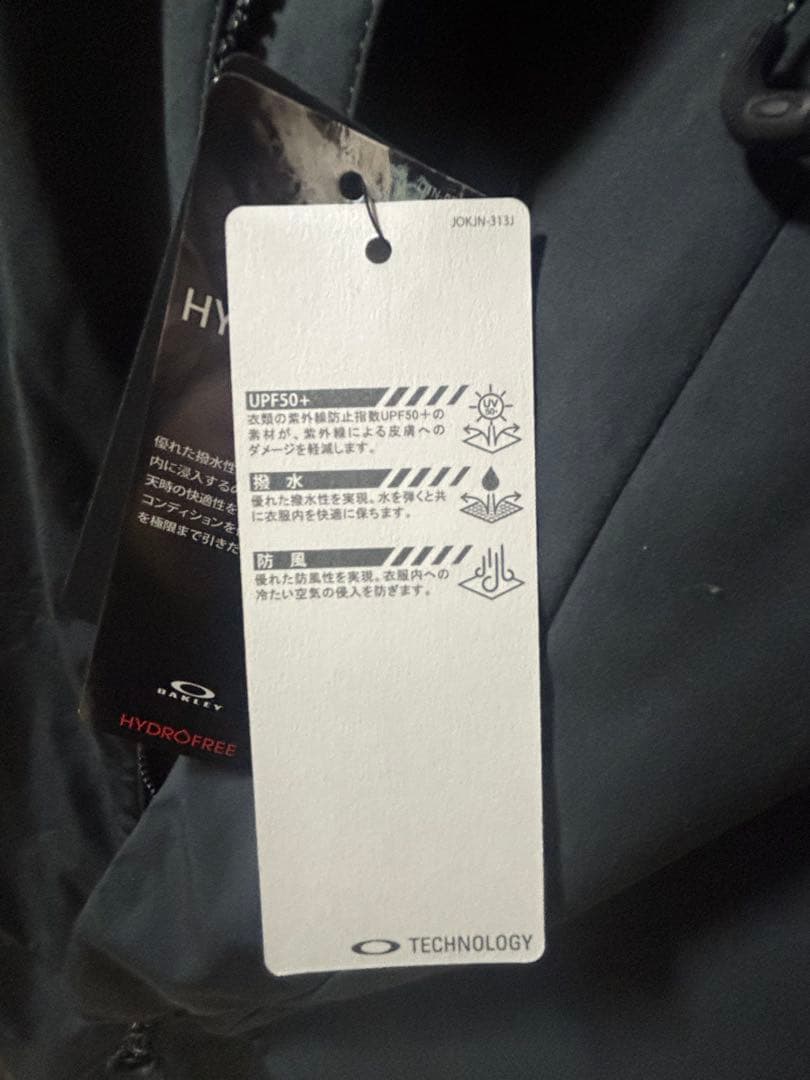 JOKJN-313J
HY
UPF50+
衣類の紫外線防止指数UPF50+の
素材が、紫外線による皮膚への
ダメージを軽減します。
UV
50+
撥 水
優れた撥水性を実現。水を弾くと共
に衣服内を快適に保ちます。
防 風
優れた防風性を実現。衣服内への
冷たい空気の侵入を防ぎます。
優れた撥水性
内に浸入する
天時の快適性を
コンディションを
を極限まで引きた
OAKLEY
HYDROFREE
TECHNOLOGY